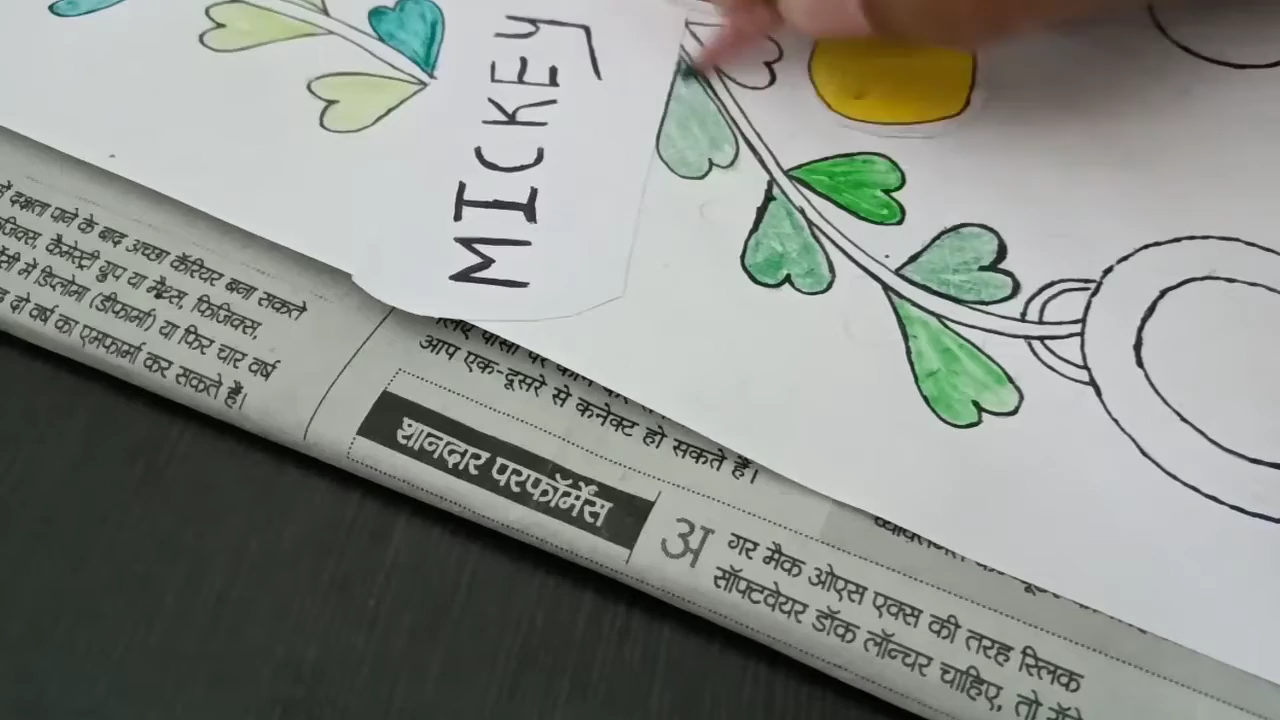 MICKEY
दक्षता पाने के बाद अच्छा कॅरियर बना सकते
कैमेस्ट्री ग्रुप या मैथ्स, फिजिक्स,
में डिप्लोमा (डीफार्मा) या फिर चार वर्ष
दो वर्ष का एमफार्मा कर सकते हैं।
आप एक-दूसरे से कनेक्ट हो सकते हैं।
शानदार परफॉर्मेंस
अगर मैक ओएस एक्स की तरह स्लिक
सॉफ्टवेयर डॉक लॉन्चर चाहिए, तो